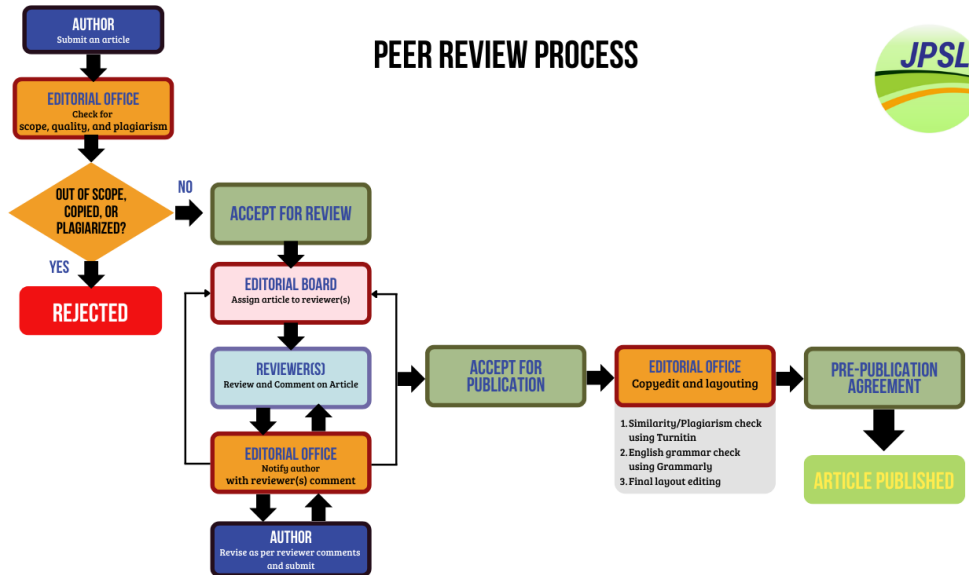 AUTHOR
Submit an article
PEER REVIEW PROCESS
JPSL
EDITORIAL OFFICE
Check for
scope, quality, and plagiarism
OUT OF SCOPE,
COPIED, OR
PLAGIARIZED?
NO
YES
REJECTED
ACCEPT FOR REVIEW
EDITORIAL BOARD
Assign article to reviewer(s)
REVIEWER(S)
Review and Comment on Article
EDITORIAL OFFICE
Notify author
with reviewer(s) comment
AUTHOR
Revise as per reviewer comments
and submit
ACCEPT FOR
PUBLICATION
EDITORIAL OFFICE
Copyedit and layouting
1. Similarity/Plagiarism check
using Turnitin
2. English grammar check
using Grammarly
3. Final layout editing
PRE-PUBLICATION
AGREEMENT
ARTICLE PUBLISHED